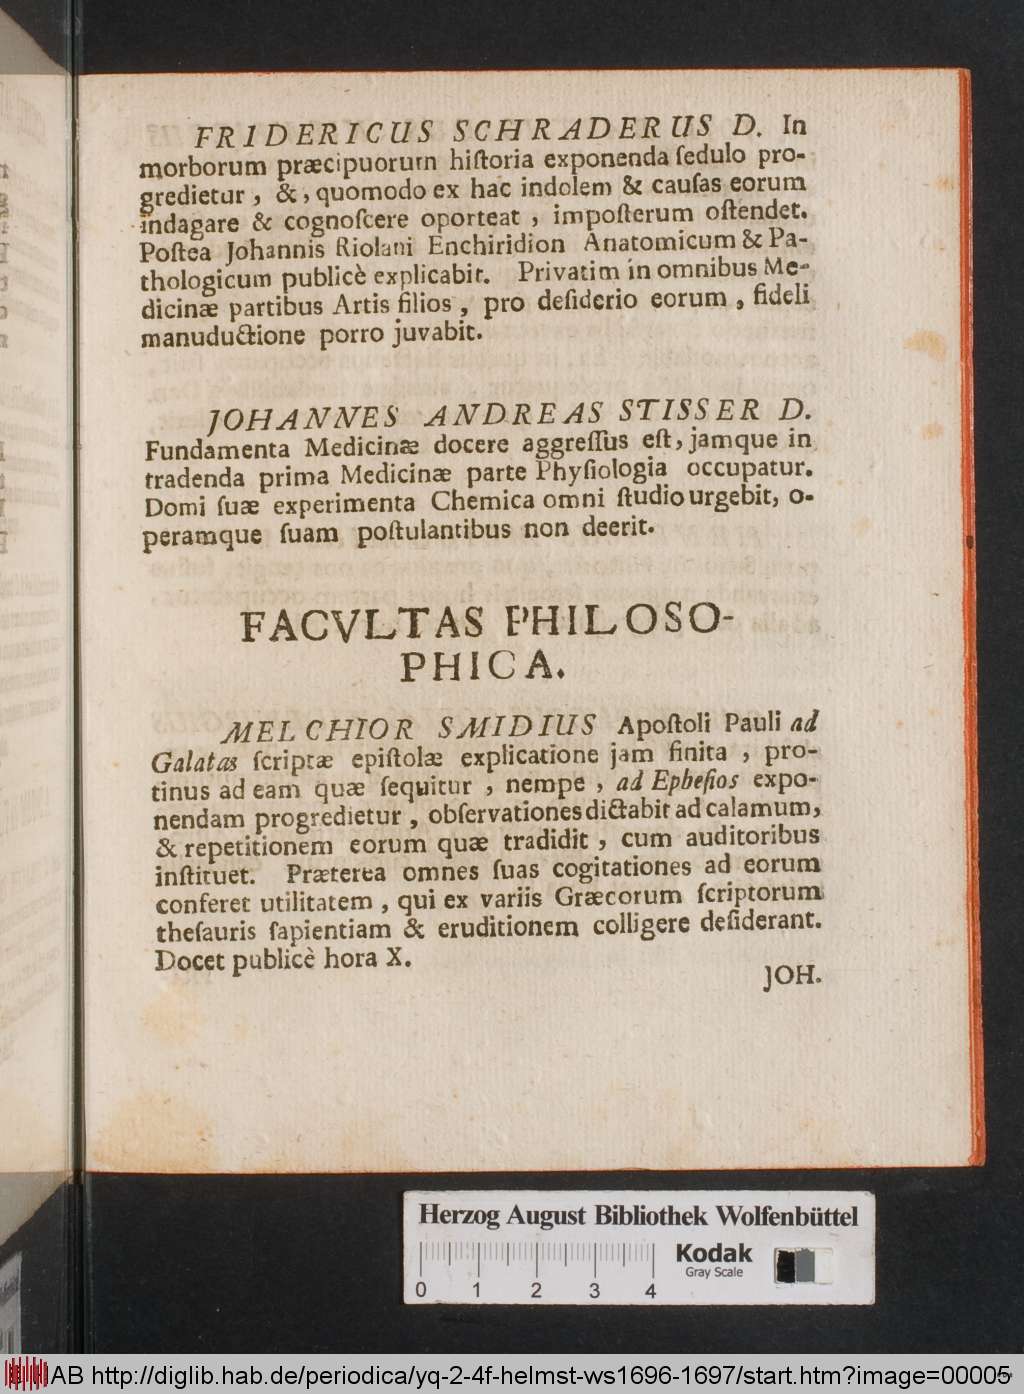 FRIDERICUS SCHRADERUS D. In
morborum præcipuorum hiſtoria exponenda ſedulo pro-
gredietur , &, quomodo ex hac indolem & cauſas eorum
indagare & cognoſcere oporteat , impoſterum oſtendet.
Poſtea Johannis Riolani Enchiridion Anatomicum & Pa-
thologicum publicè explicabit. Privatim in omnibus Me-
dicinæ partibus Artis filios , pro deſiderio eorum , fideli
manuductione porro juvabit.
JOHANNES ANDREAS STISSER D.
Fundamenta Medicinæ docere aggreſſus eſt, jamque in
tradenda prima Medicinæ parte Phyſiologia occupatur.
Domi ſuæ experimenta Chemica omni ſtudio urgebit, o-
peramque ſuam poſtulantibus non deerit.
FACVLTAS PHILOSO-
PHICA.
MELCHIOR SMIDIUS Apoſtoli Pauli ad
Galatas ſcriptæ epiſtolæ explicatione jam finita , pro-
tinus ad eam quæ ſequitur , nempe , ad Epheſios expo-
nendam progredietur , obſervationes dictabit ad calamum,
& repetitionem eorum quæ tradidit , cum auditoribus
inſtituet. Præterea omnes ſuas cogitationes ad eorum
conferet utilitatem , qui ex variis Græcorum ſcriptorum
theſauris ſapientiam & eruditionem colligere deſiderant.
Docet publicè hora X.
JOH.
Herzog August Bibliothek Wolfenbüttel
Kodak
Gray Scale
0 1 2 3 4
HAB http://diglib.hab.de/periodica/yq-2-4f-helmst-ws1696-1697/start.htm?image=00005